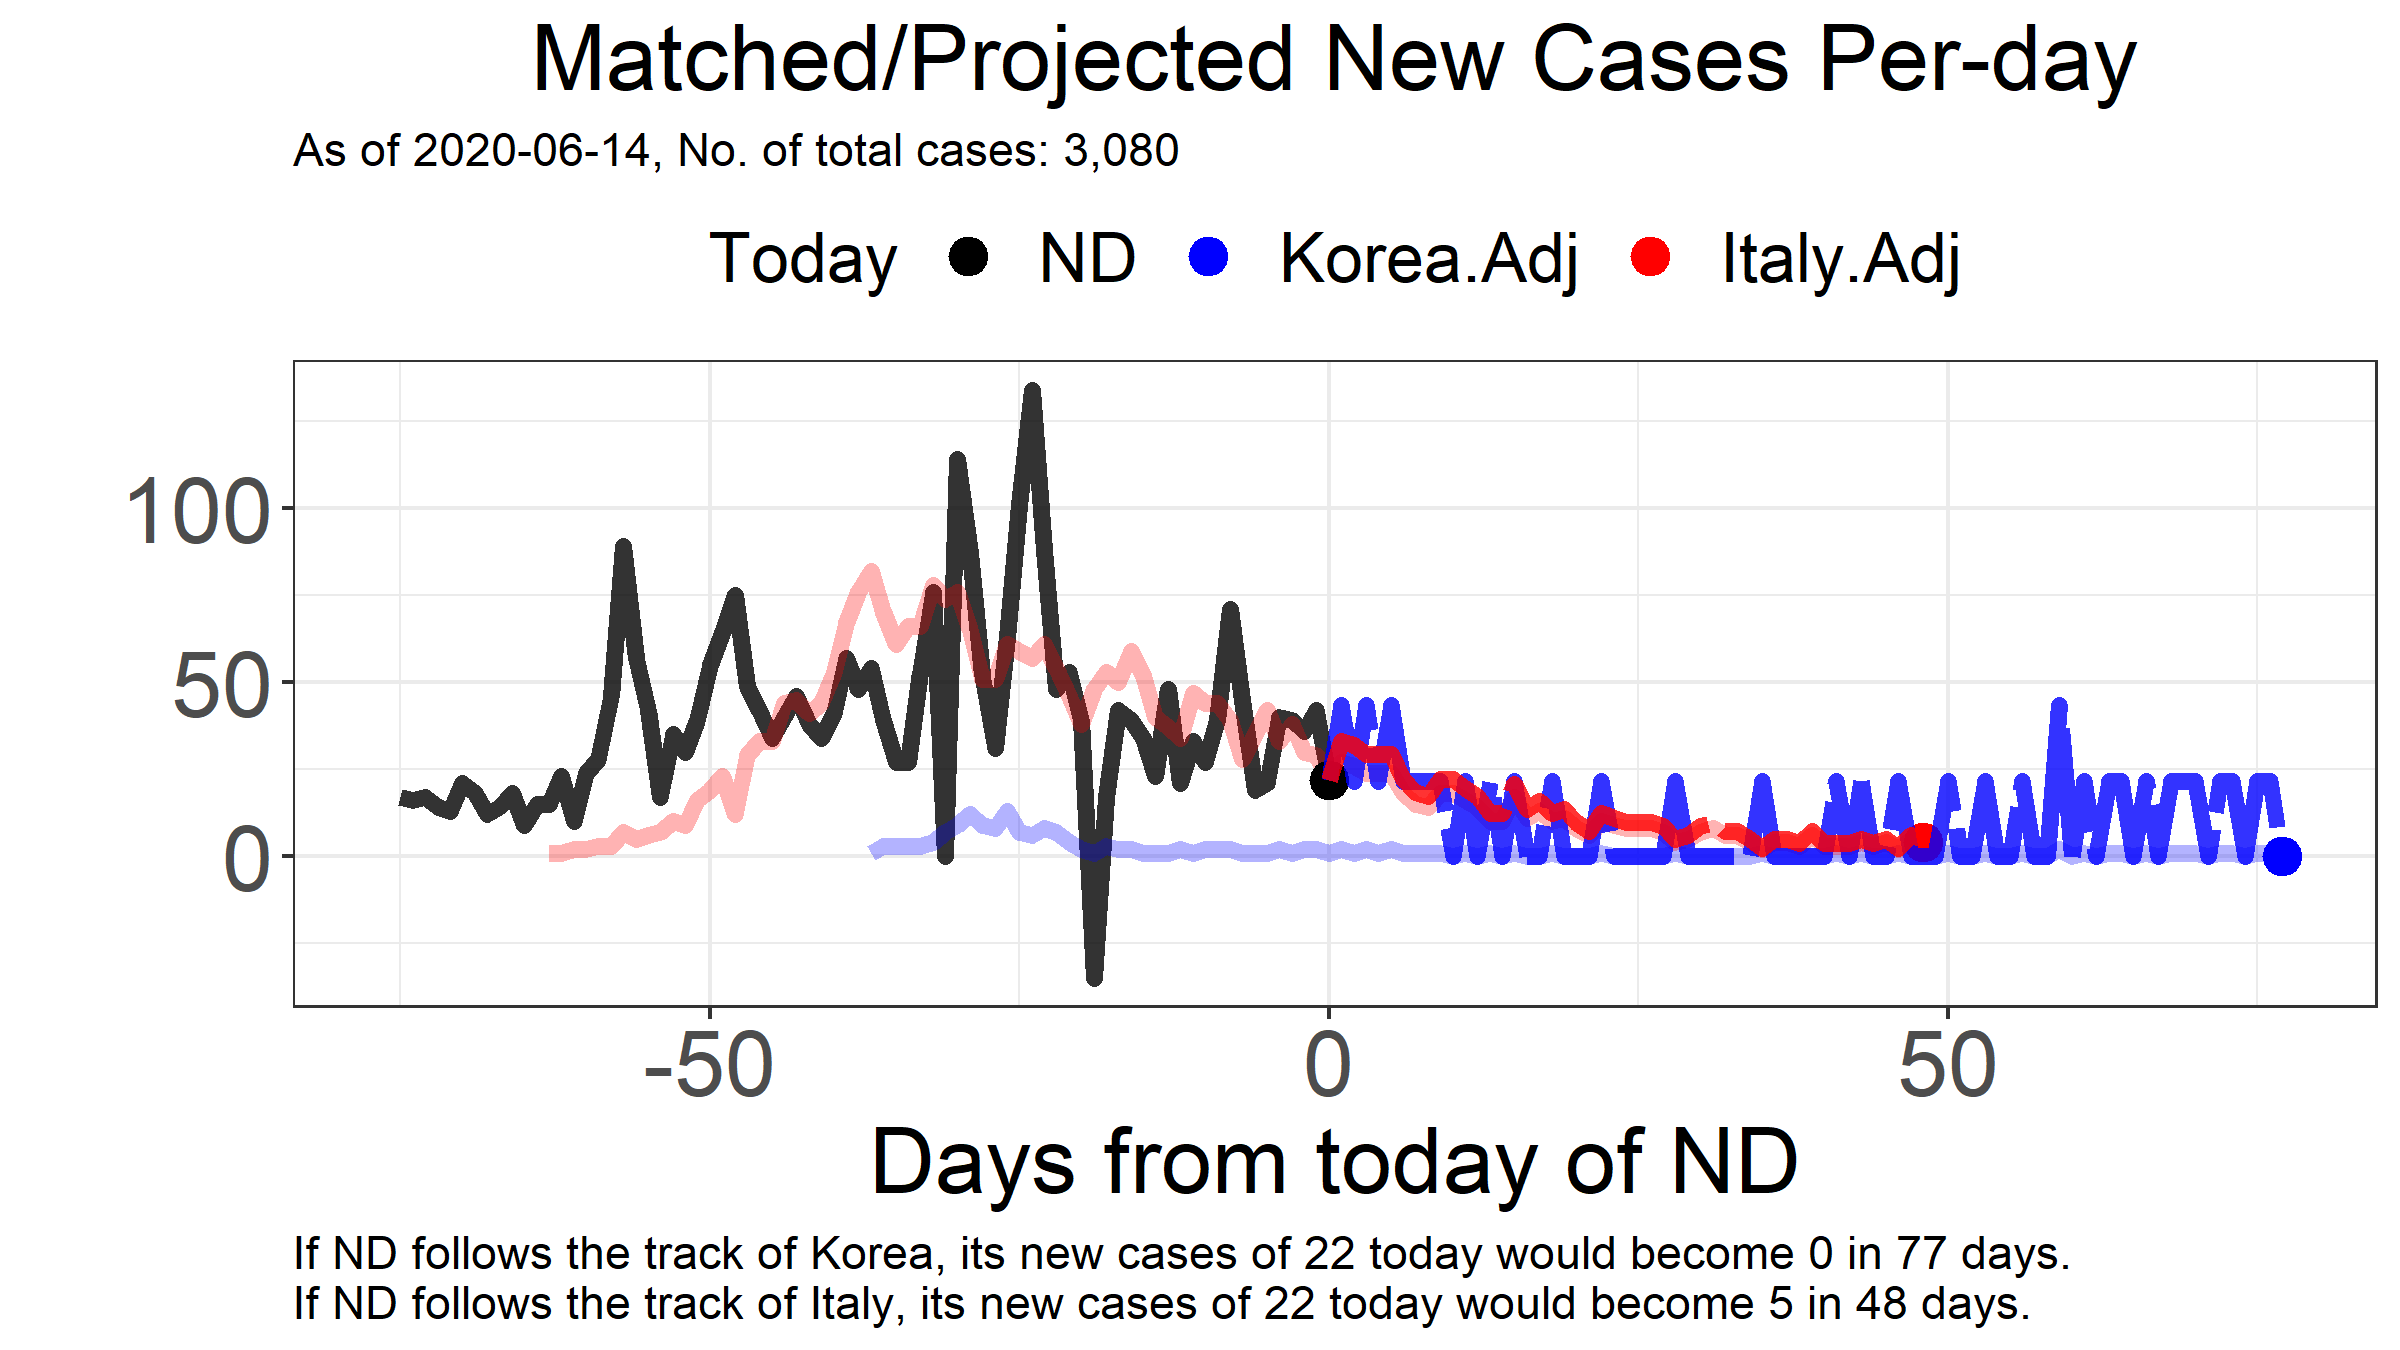 Matched/Projected New Cases Per-day
As of 2020-06-14, No. of total cases: 3,080
Today ND Korea.Adj Italy.Adj
100
50
0
-50 0 50
Days from today of ND
If ND follows the track of Korea, its new cases of 22 today would become 0 in 77 days.
If ND follows the track of Italy, its new cases of 22 today would become 5 in 48 days.